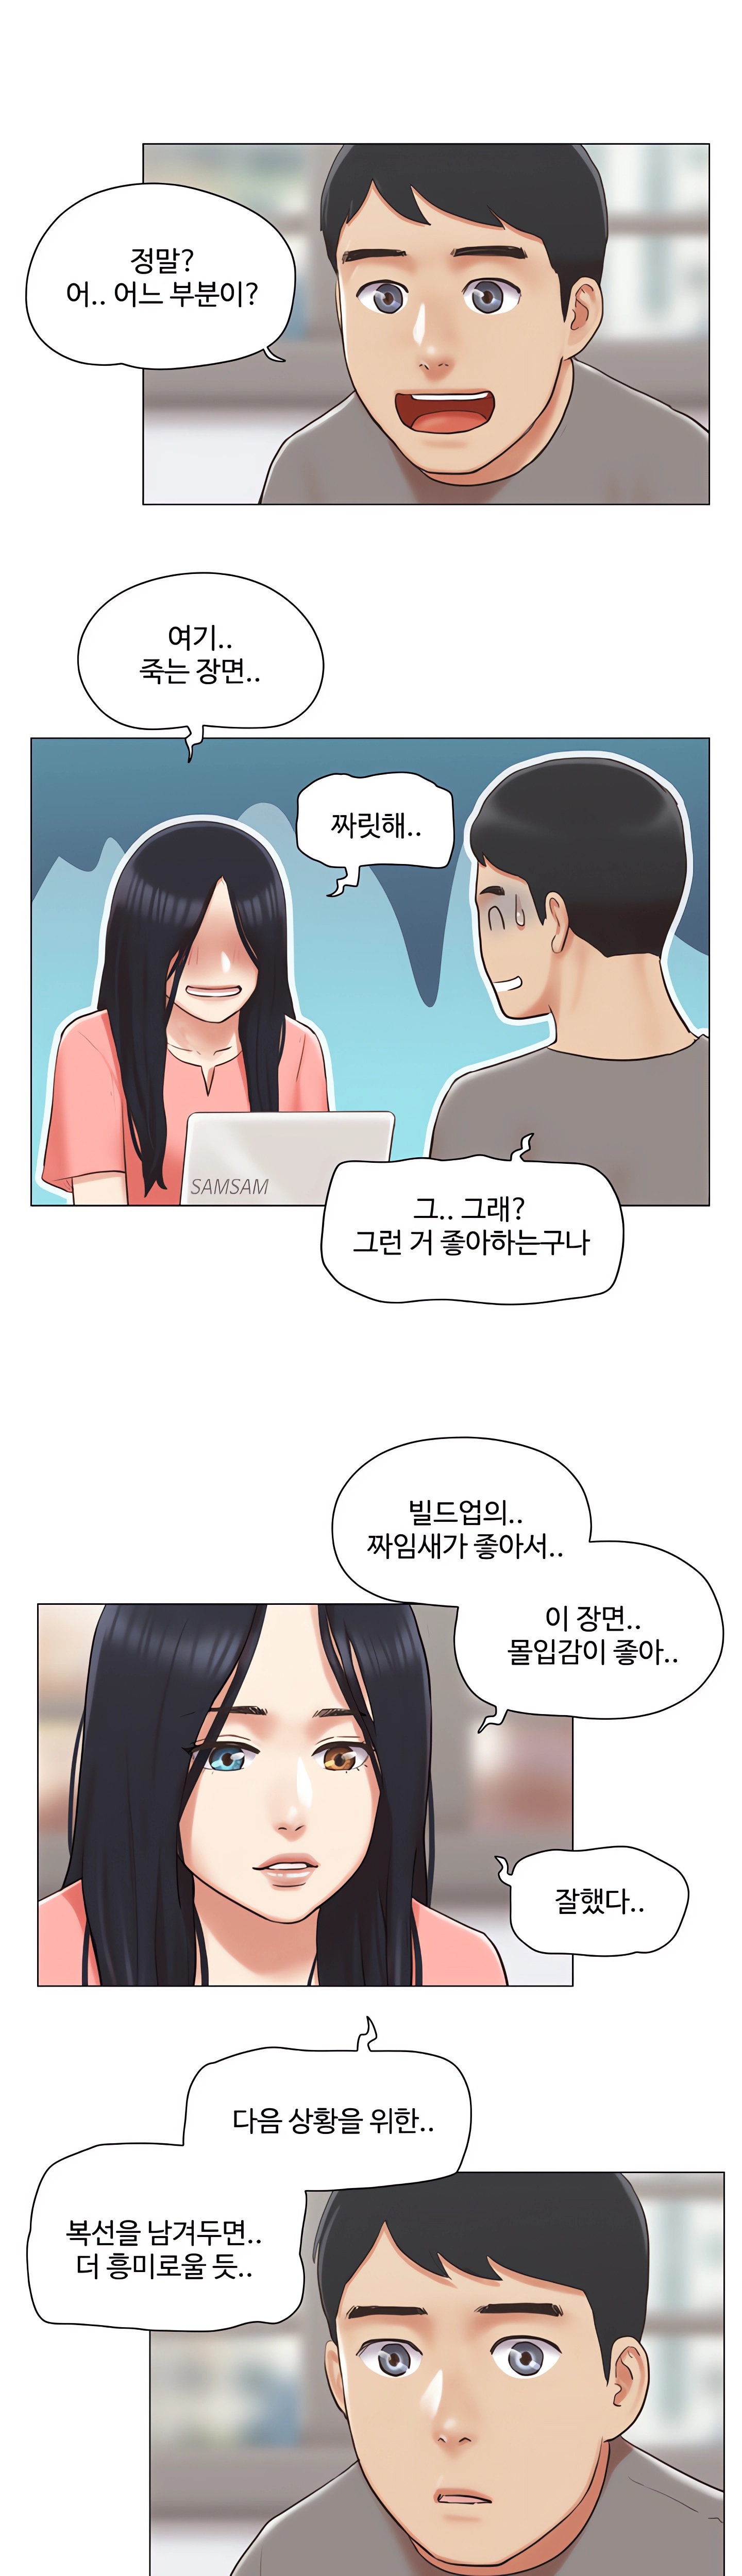 정말?
어.. 어느 부분이?
여기..
죽는 장면..
짜릿해..
SAMSAM
그.. 그래?
그런 거 좋아하는구나
빌드업의..
짜임새가 좋아서..
이 장면..
몰입감이 좋아..
잘했다..
다음 상황을 위한..
복선을 남겨두면..
더 흥미로울 듯..